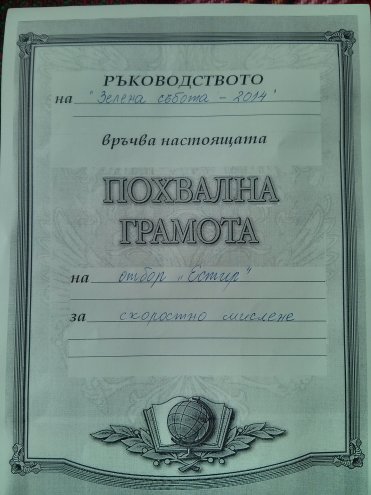 РЪКОВОДСТВОТО
на "Зелена събота - 2014"
връчва настоящата
ПОХВАЛНА
ГРАМОТА
на отбор „Естир"
за скоростно мислене